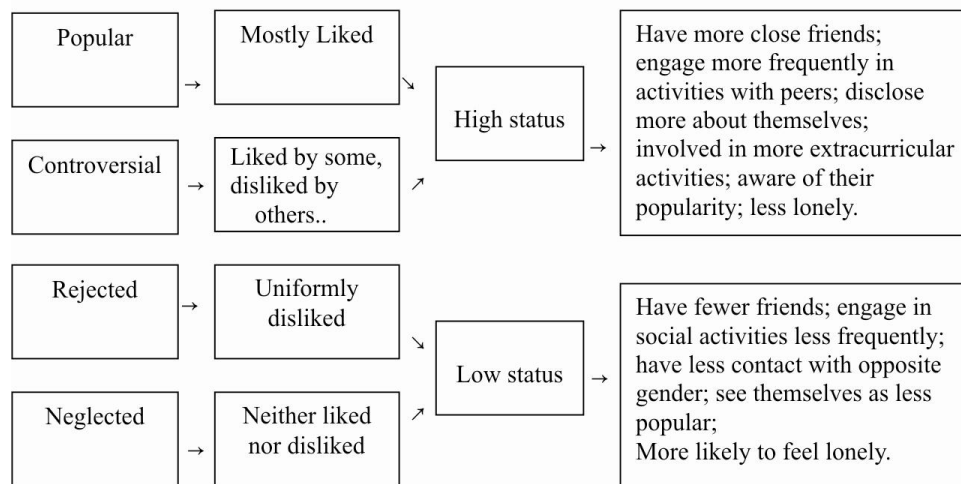 Popular
Mostly Liked
Controversial
Liked by some,
disliked by
others..
High status
Have more close friends;
engage more frequently in
activities with peers; disclose
more about themselves;
involved in more extracurricular
activities; aware of their
popularity; less lonely.
Rejected
Uniformly
disliked
Neglected
Neither liked
nor disliked
Low status
Have fewer friends; engage in
social activities less frequently;
have less contact with opposite
gender; see themselves as less
popular;
More likely to feel lonely.